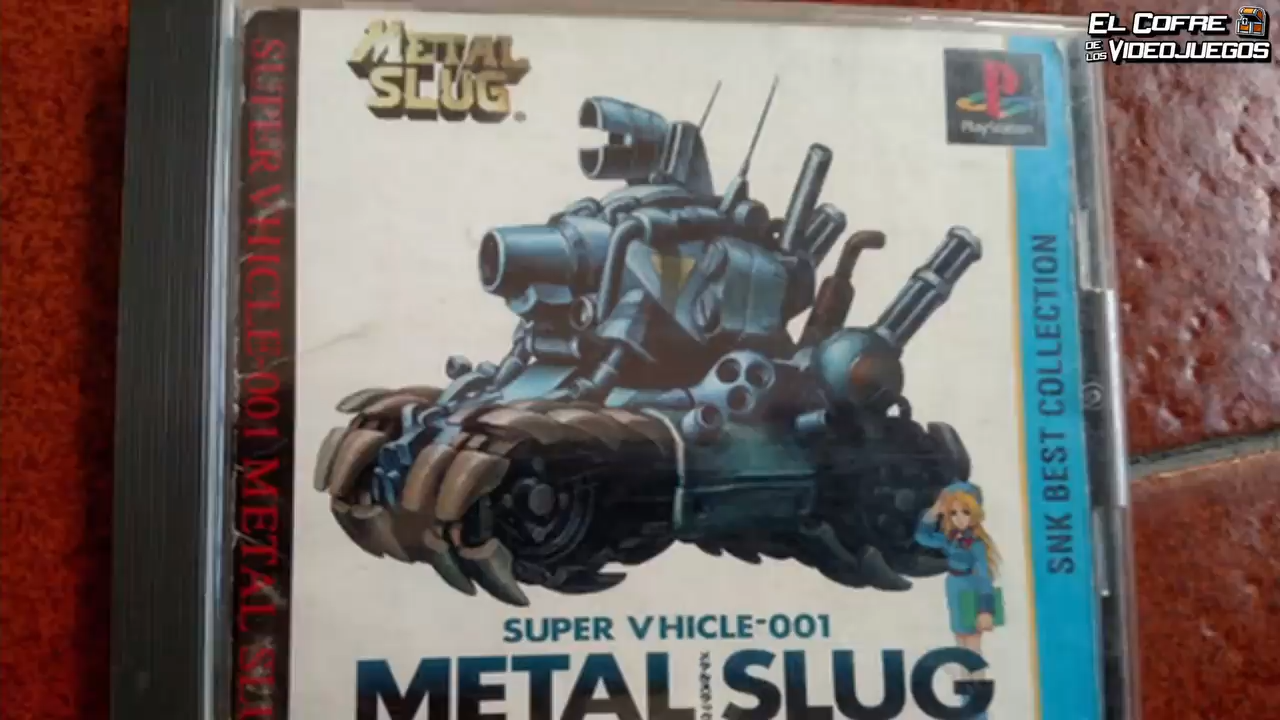 EL COFRE
DE LOS VIDEOJUEGOS
METAL
SLUG
PlayStation
SUPER VHICLE-001 METAL SLU
SNK BEST COLLECTION
SUPER VHICLE-001
METAL SLUG